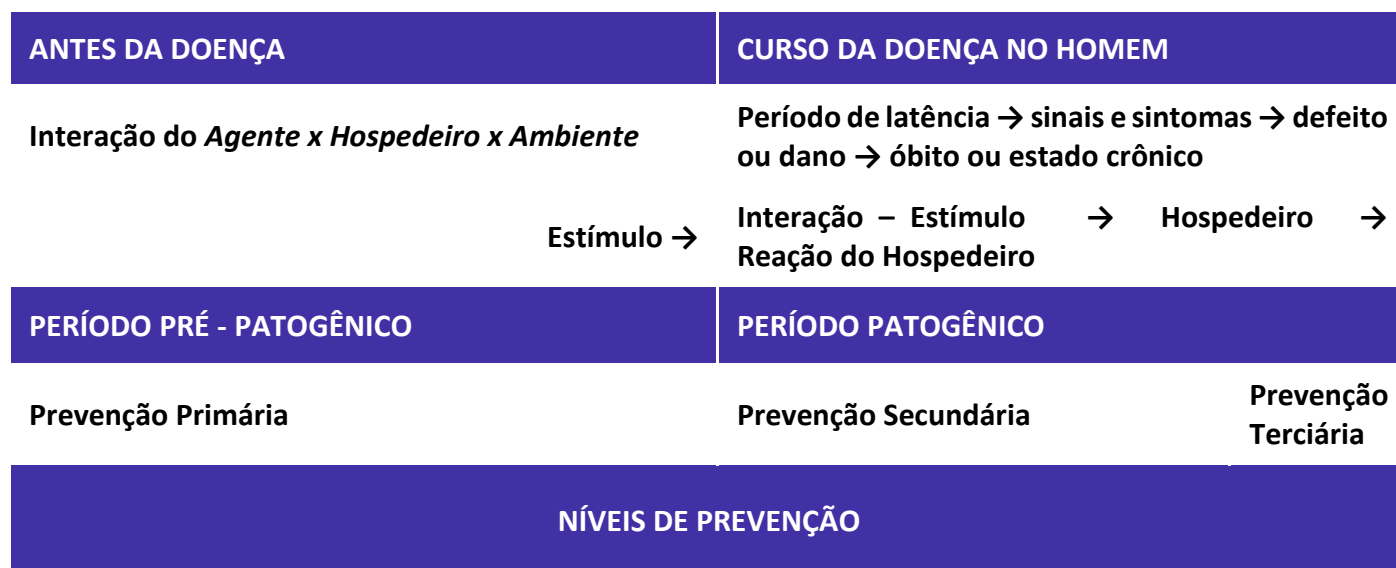 ANTES DA DOENÇA
CURSO DA DOENÇA NO HOMEM
Interação do Agente x Hospedeiro x Ambiente
Período de latência → sinais e sintomas → defeito
ou dano → óbito ou estado crônico
Estímulo →
Interação – Estímulo → Hospedeiro →
Reação do Hospedeiro
PERÍODO PRÉ - PATOGÊNICO
PERÍODO PATOGÊNICO
Prevenção Primária
Prevenção Secundária
Prevenção
Terciária
NÍVEIS DE PREVENÇÃO